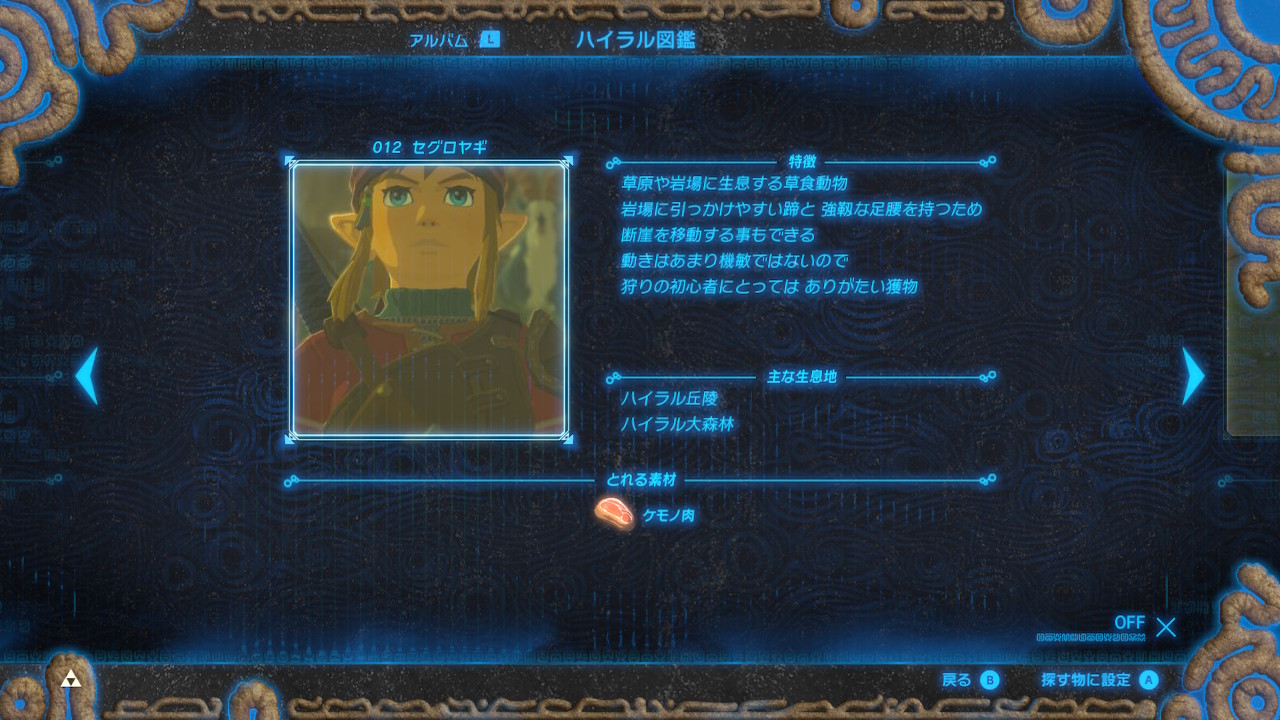 アルバム L
ハイラル図鑑
012 セグロヤギ
特徴
草原や岩場に生息する草食動物
岩場に引っかけやすい蹄と 強靭な足腰を持つため
断崖を移動する事もできる
動きはあまり機敏ではないので
狩りの初心者にとっては ありがたい獲物
主な生息地
ハイラル丘陵
ハイラル大森林
とれる素材
ケモノ肉
OFF X
戻る B
探す物に設定 A